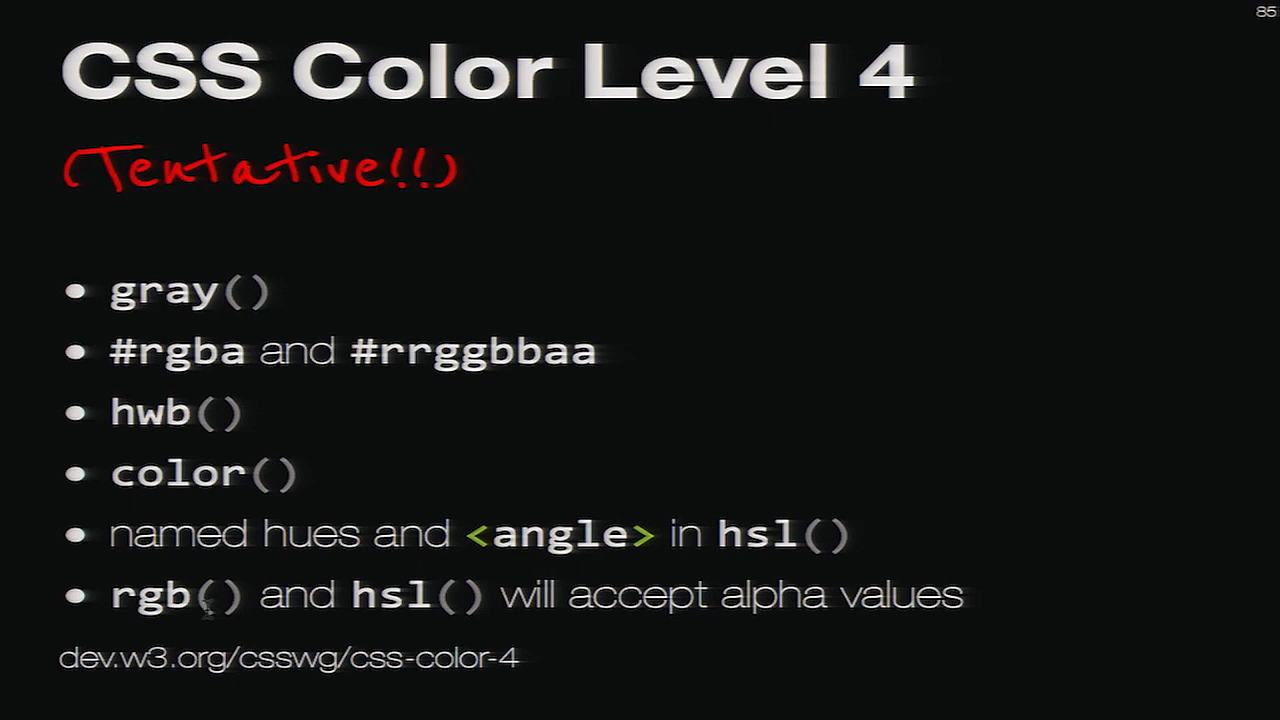 85
CSS Color Level 4
(Tentative!!)
• gray()
• #rgba and #rrggbbaa
• hwb()
• color()
• named hues and <angle> in hsl()
• rgb() and hsl() will accept alpha values
dev.w3.org/csswg/css-color-4